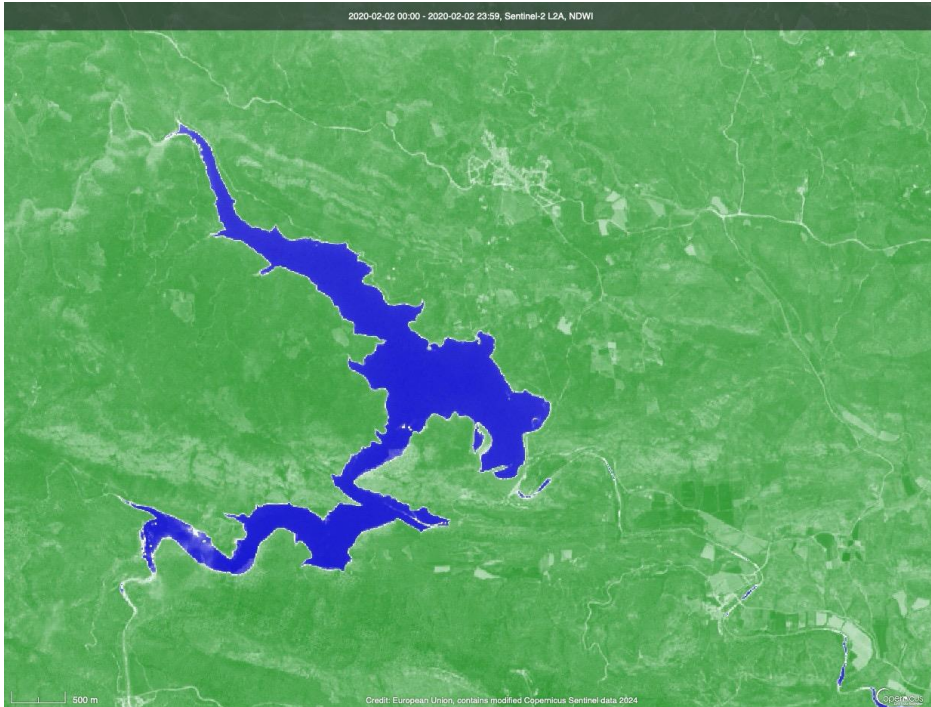 2020-02-02 00:00 - 2020-02-02 23:59, Sentinel-2 L2A, NDWI
500 m
Credit: European Union, contains modified Copernicus Sentinel data 2024
Copernicus